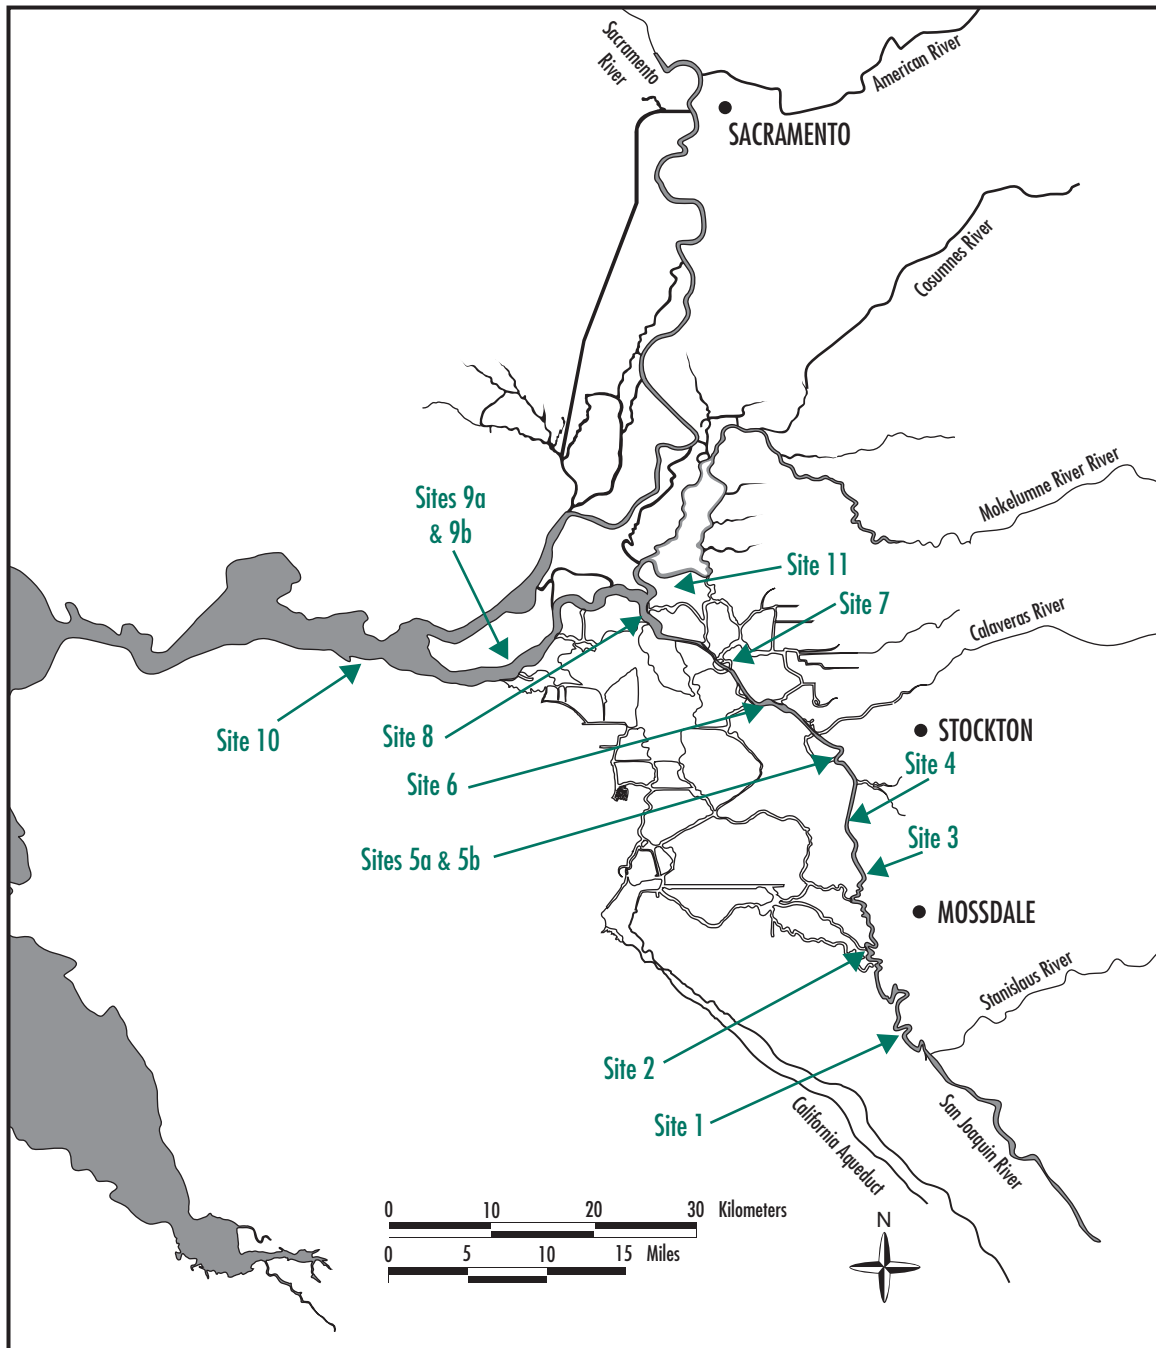 Sacramento
River
American River
SACRAMENTO
Cosumnes River
Mokelumne River River
Sites 9a
& 9b
Site 11
Site 7
Calaveras River
Site 10
Site 8
STOCKTON
Site 4
Site 6
Site 3
Sites 5a & 5b
MOSSDALE
Stanislaus River
Site 2
Site 1
San Joaquin River
California Aqueduct
0 10 20 30 Kilometers
0 5 10 15 Miles
N